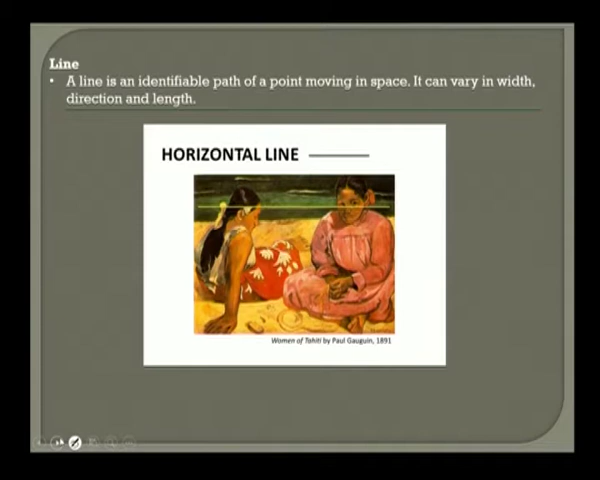 Line
• A line is an identifiable path of a point moving in space. It can vary in width,
direction and length.
HORIZONTAL LINE
Women of Tahiti by Paul Gauguin, 1891